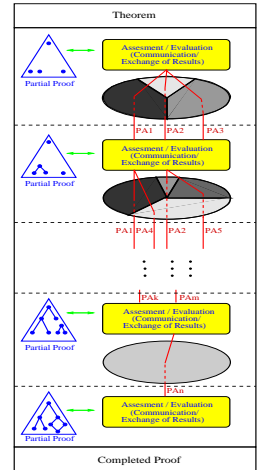 Theorem
Assesment / Evaluation
(Communication/
Exchange of Results)
Partial Proof
PA1 PA2 PA3
Assesment / Evaluation
(Communication/
Exchange of Results)
Partial Proof
PA1 PA4 PA2 PA5
PAk PAm
Assesment / Evaluation
(Communication/
Exchange of Results)
Partial Proof
PAn
Assesment / Evaluation
(Communication/
Exchange of Results)
Partial Proof
Completed Proof